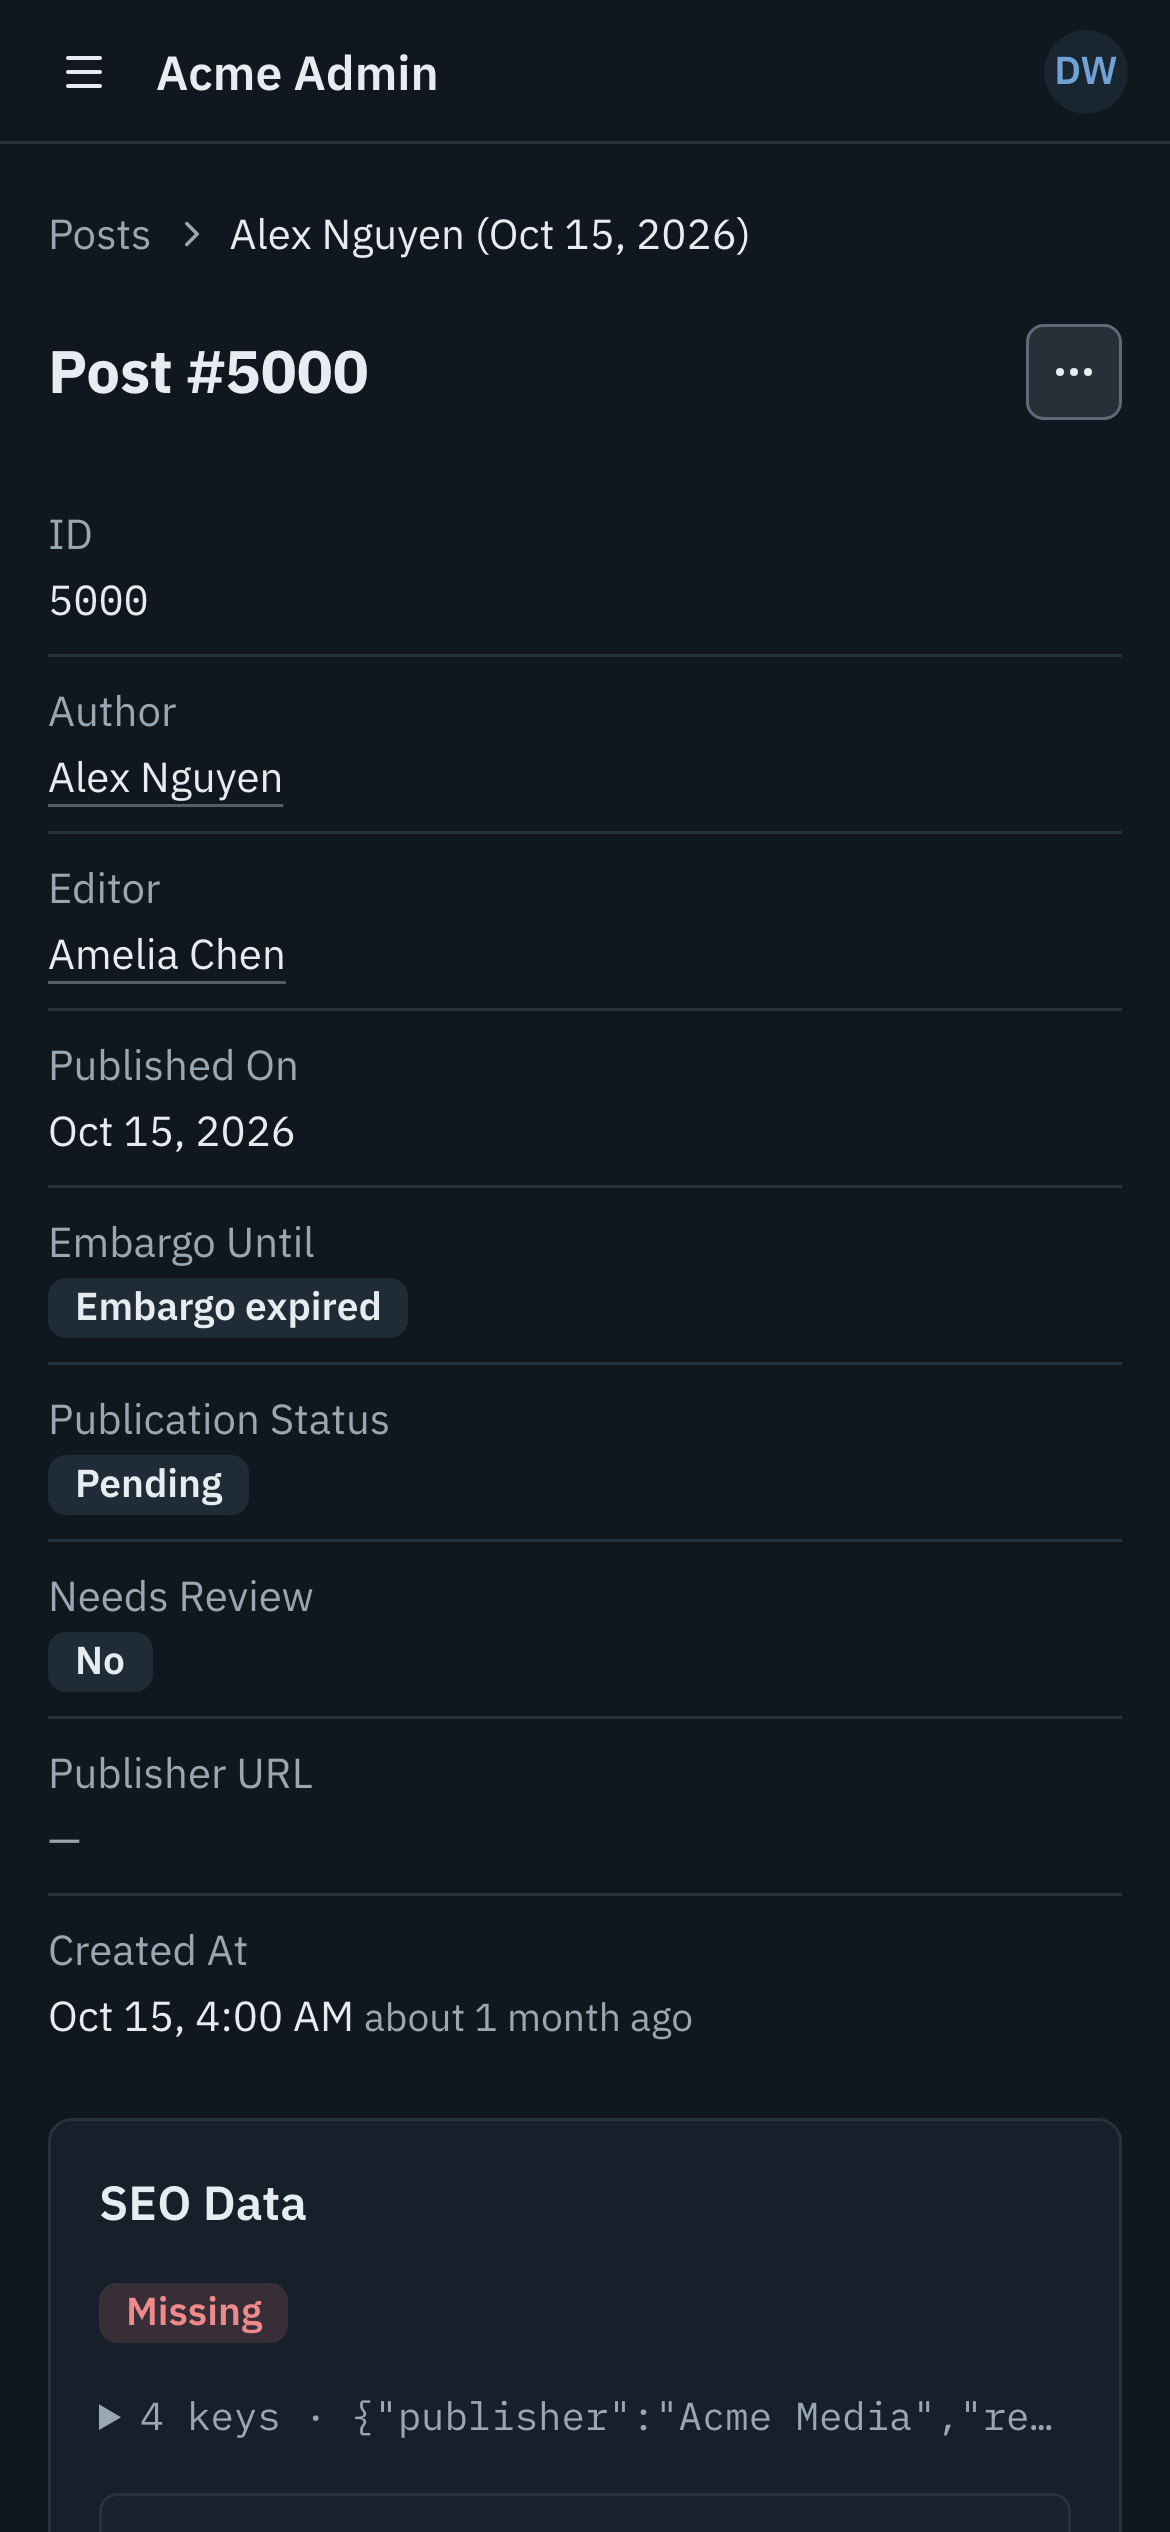 Acme Admin
DW
Posts > Alex Nguyen (Oct 15, 2026)
Post #5000
ID
5000
Author
Alex Nguyen
Editor
Amelia Chen
Published On
Oct 15, 2026
Embargo Until
Embargo expired
Publication Status
Pending
Needs Review
No
Publisher URL
—
Created At
Oct 15, 4:00 AM about 1 month ago
SEO Data
Missing
4 keys · {"publisher":"Acme Media","re…